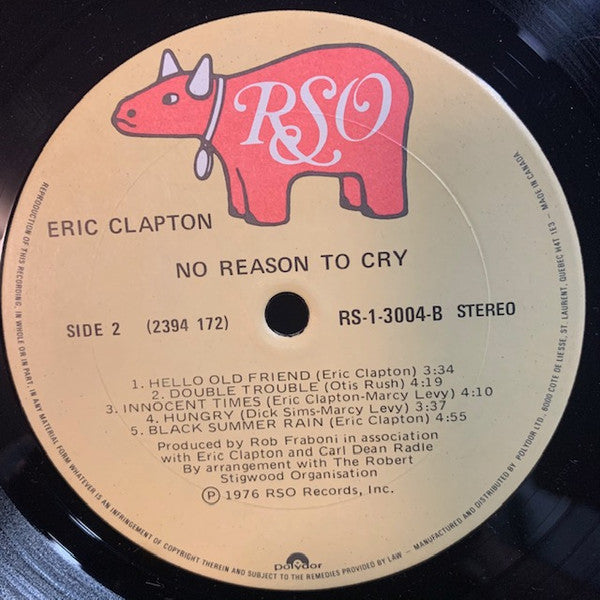 RSO
ERIC CLAPTON
NO REASON TO CRY
SIDE 2 (2394 172) RS-1-3004-B STEREO
1. HELLO OLD FRIEND (Eric Clapton) 3:34
2. DOUBLE TROUBLE (Otis Rush) 4:19
3. INNOCENT TIMES (Eric Clapton-Marcy Levy) 4:10
4. HUNGRY (Dick Sims-Marcy Levy) 3:37
5. BLACK SUMMER RAIN (Eric Clapton) 4:55
Produced by Rob Fraboni in association
with Eric Clapton and Carl Dean Radle
By arrangement with The Robert
Stigwood Organisation
℗ 1976 RSO Records, Inc.
polydor
REPRODUCTION OF THIS RECORDING, IN WHOLE OR IN PART, IN ANY MATERIAL FORM WHATEVER IS AN INFRINGEMENT OF COPYRIGHT THEREIN AND SUBJECT TO THE REMEDIES PROVIDED BY LAW – MANUFACTURED AND DISTRIBUTED BY POLYDOR LTD., 6000 COTE DE LIESSE, ST. LAURENT, QUEBEC H4T 1E3 – MADE IN CANADA